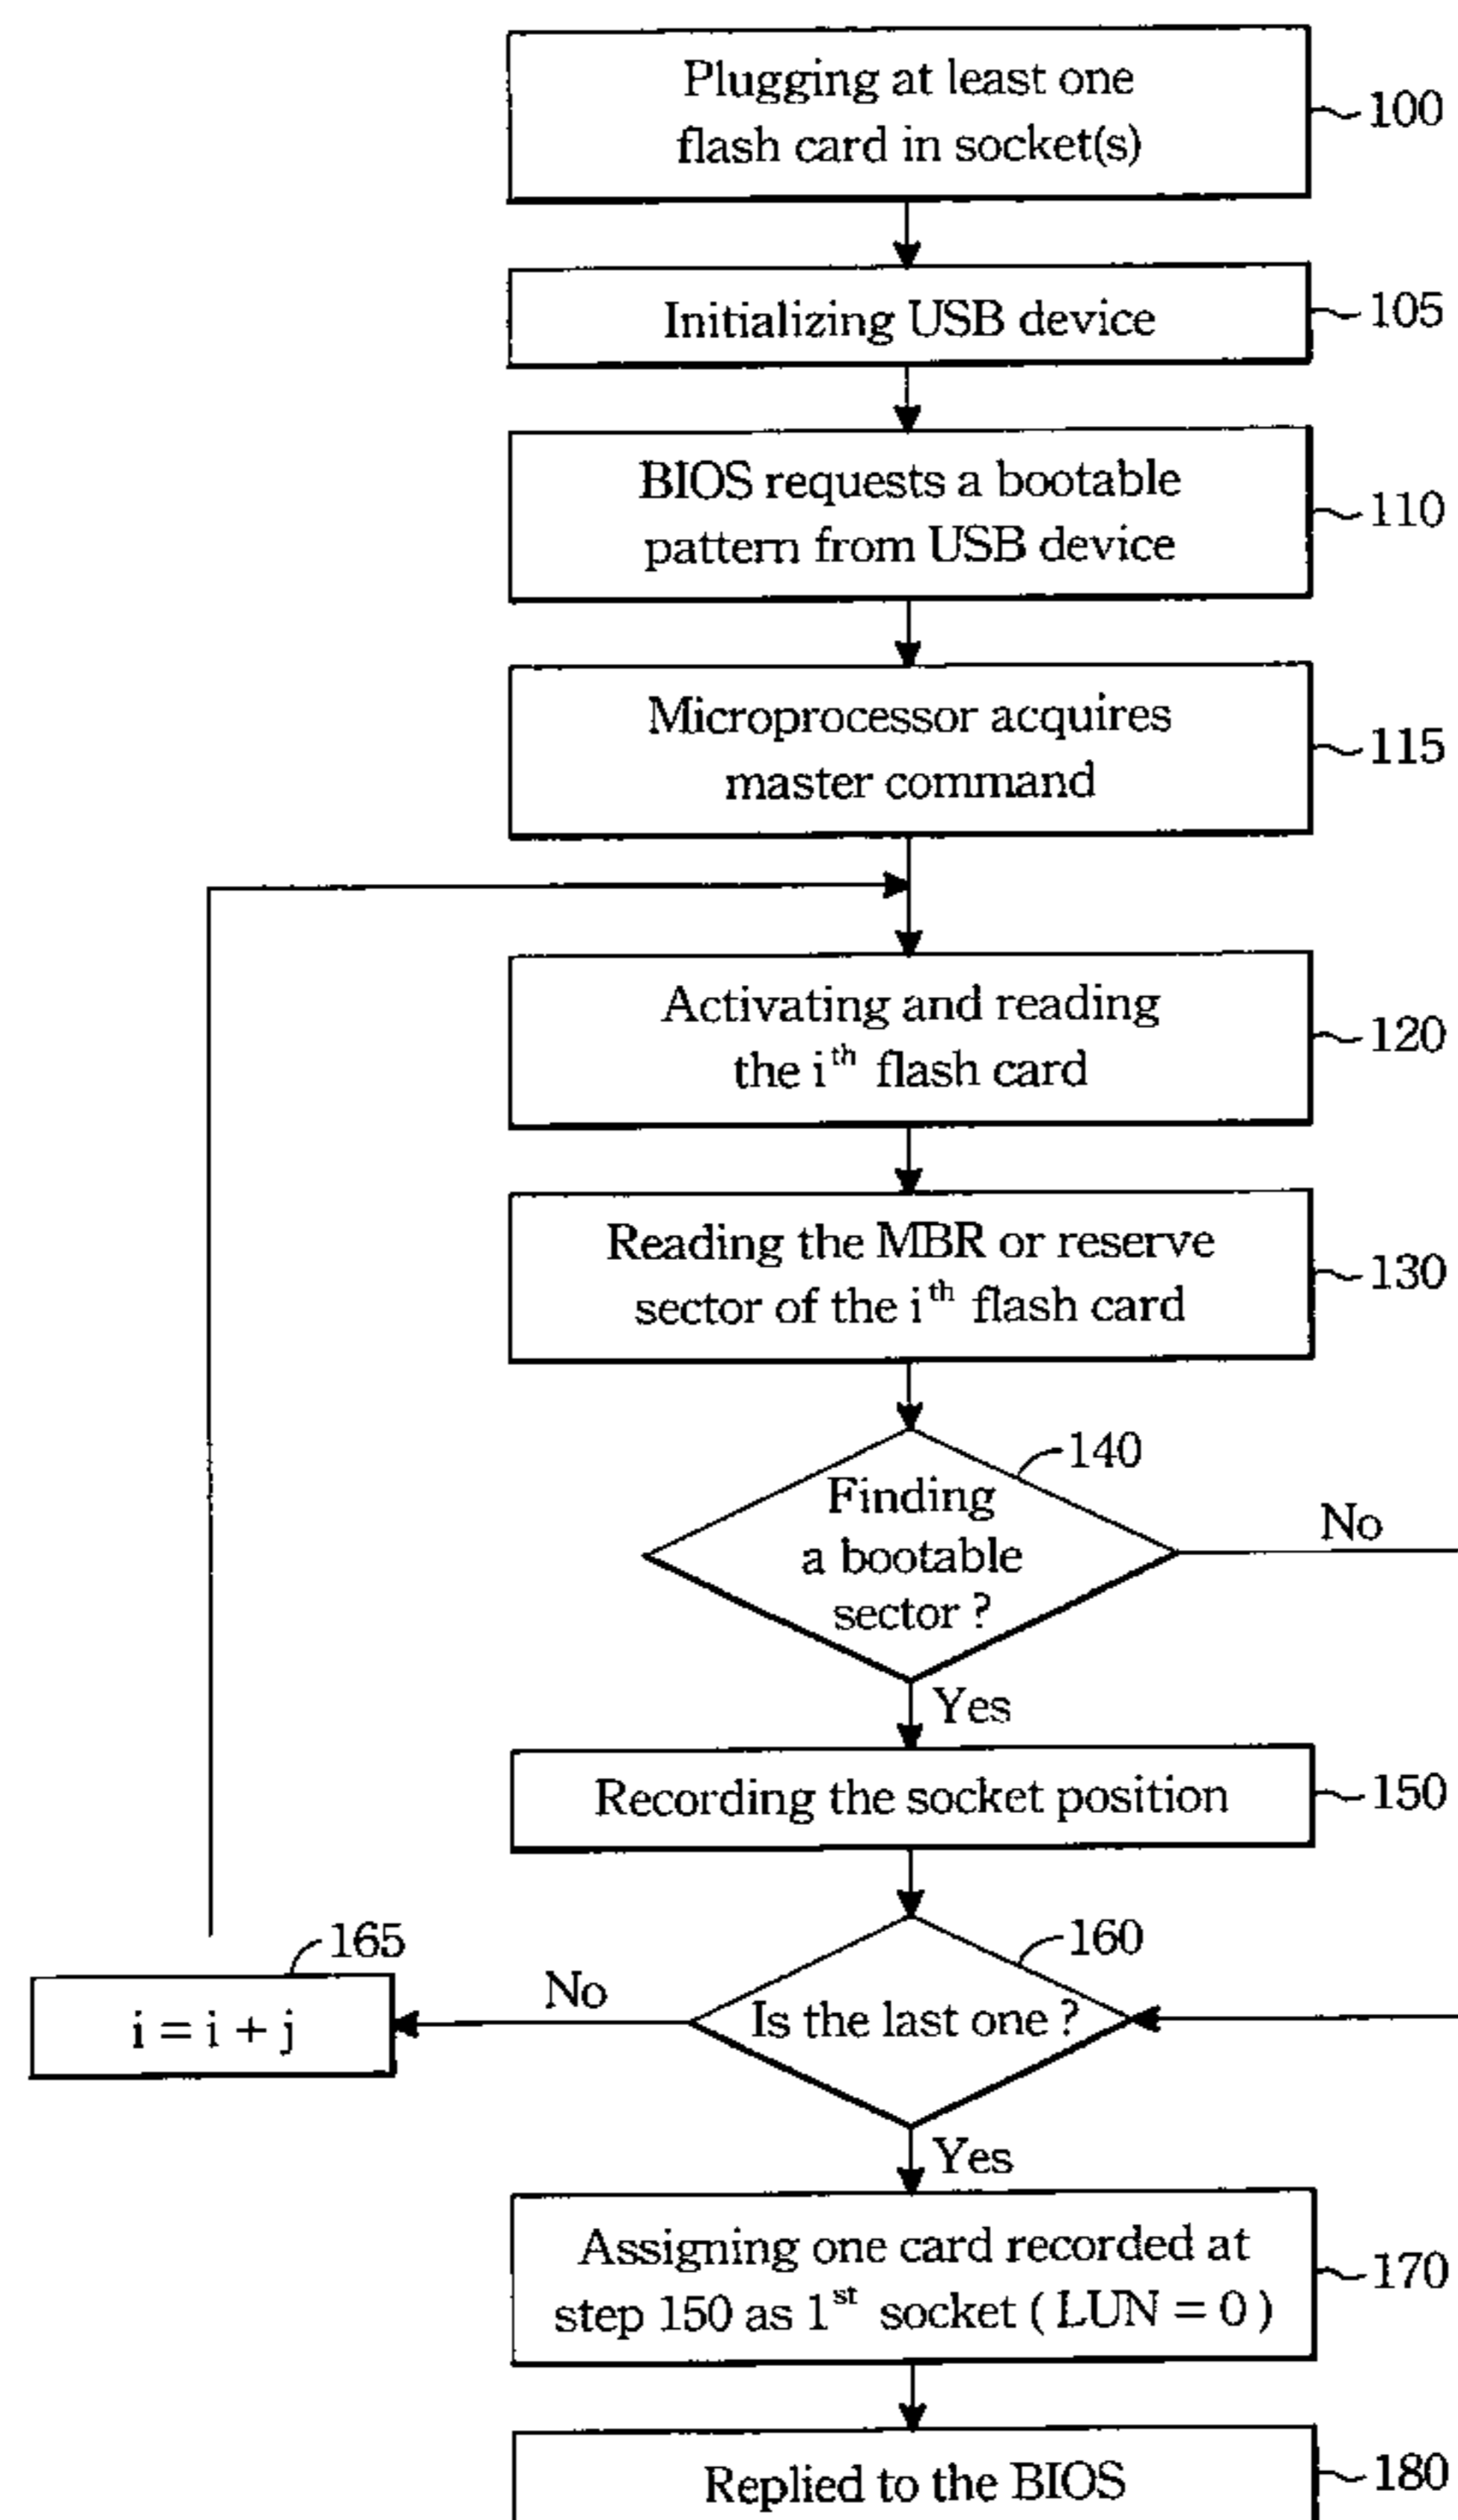 Plugging at least one
flash card in socket(s)
100
Initializing USB device
105
BIOS requests a bootable
pattern from USB device
110
Microprocessor acquires
master command
115
Activating and reading
the i^th flash card
120
Reading the MBR or reserve
sector of the i^th flash card
130
140
Finding
a bootable
sector ?
No
Yes
Recording the socket position
150
160
165
No
Is the last one ?
i = i + j
Yes
Assigning one card recorded at
step 150 as 1^st socket ( LUN = 0 )
170
Replied to the BIOS
180